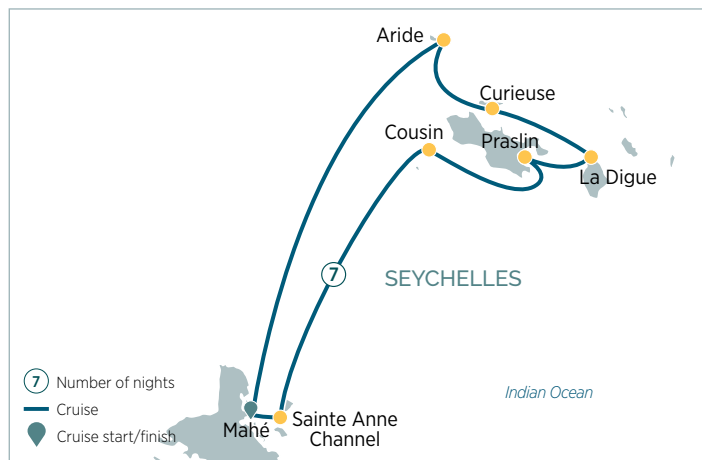 Aride
Curieuse
Cousin
Praslin
La Digue
7
SEYCHELLES
Indian Ocean
7 Number of nights
Cruise
Cruise start/finish
Mahé
Sainte Anne
Channel